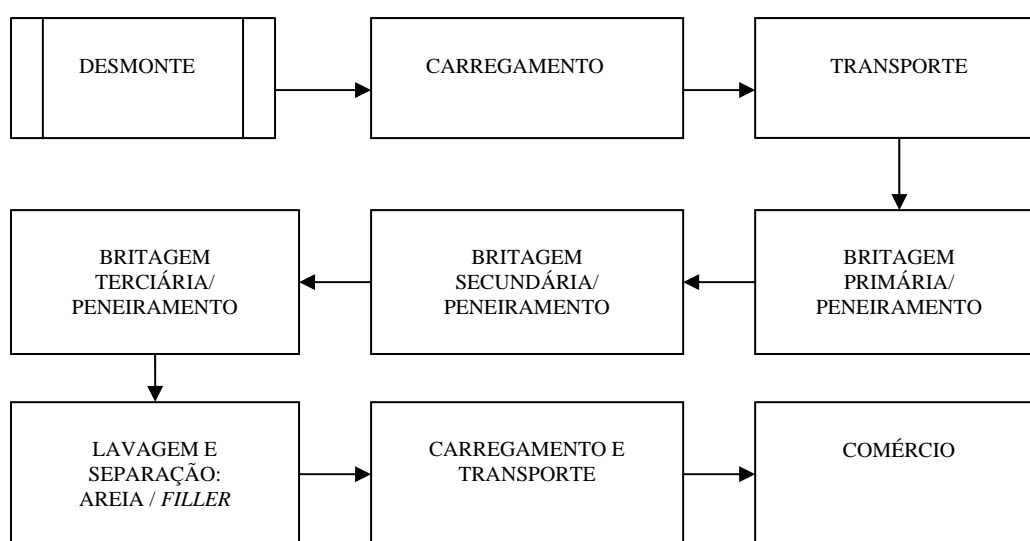 DESMONTE
CARREGAMENTO
TRANSPORTE
BRITAGEM
PRIMÁRIA/
PENEIRAMENTO
BRITAGEM
SECUNDÁRIA/
PENEIRAMENTO
BRITAGEM
TERCIÁRIA/
PENEIRAMENTO
LAVAGEM E
SEPARAÇÃO:
AREIA / FILLER
CARREGAMENTO E
TRANSPORTE
COMÉRCIO